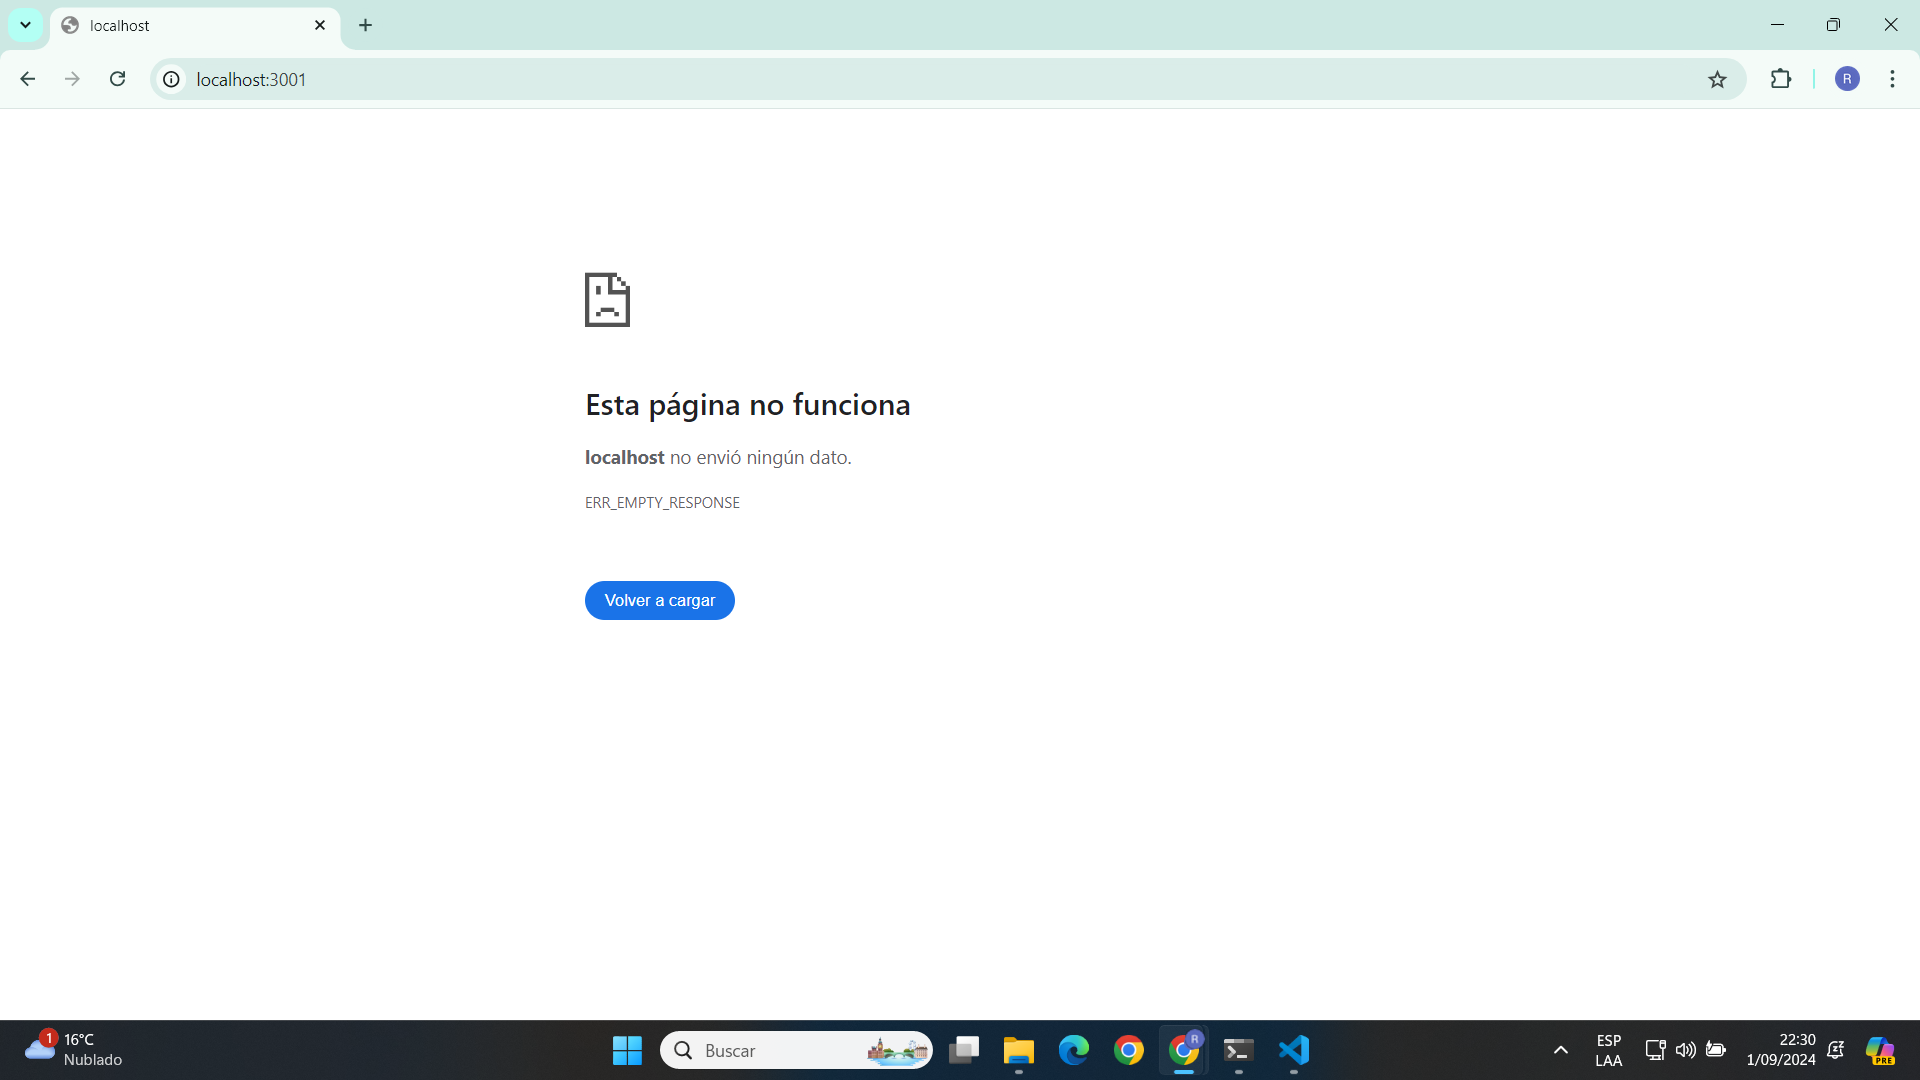 localhost
localhost:3001
R
Esta página no funciona
localhost no envió ningún dato.
ERR_EMPTY_RESPONSE
Volver a cargar
1
16°C
Nublado
Buscar
R
ESP
LAA
22:30
1/09/2024
PRE